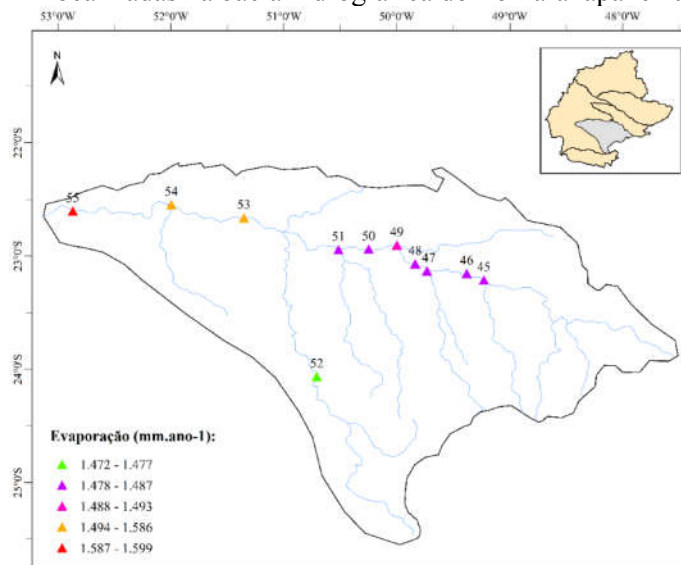 53°0'W 52°0'W 51°0'W 50°0'W 49°0'W 48°0'W
N
22°0'S
55
54
53
51 50 49
48
47
46 45
23°0'S
52
24°0'S
25°0'S
Evaporação (mm.ano-1):
1.472 - 1.477
1.478 - 1.487
1.488 - 1.493
1.494 - 1.586
1.587 - 1.599